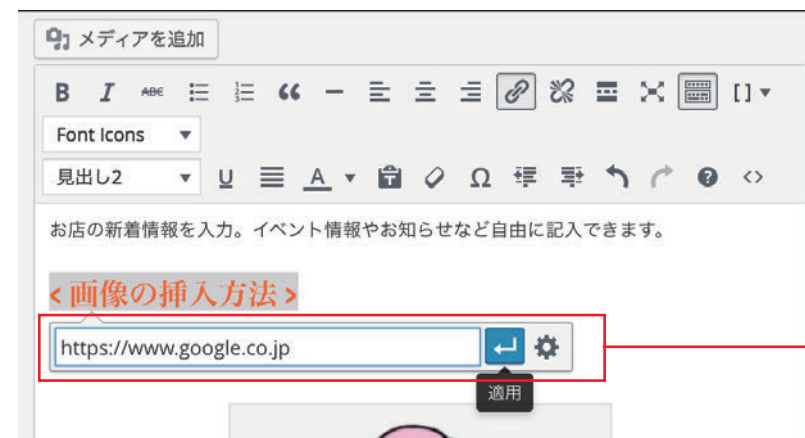 メディアを追加
B I ABC “ [ ]
Font Icons
見出し2 U A T Ω ? <>
お店の新着情報を入力。イベント情報やお知らせなど自由に記入できます。
<画像の挿入方法>
https://www.google.co.jp
適用